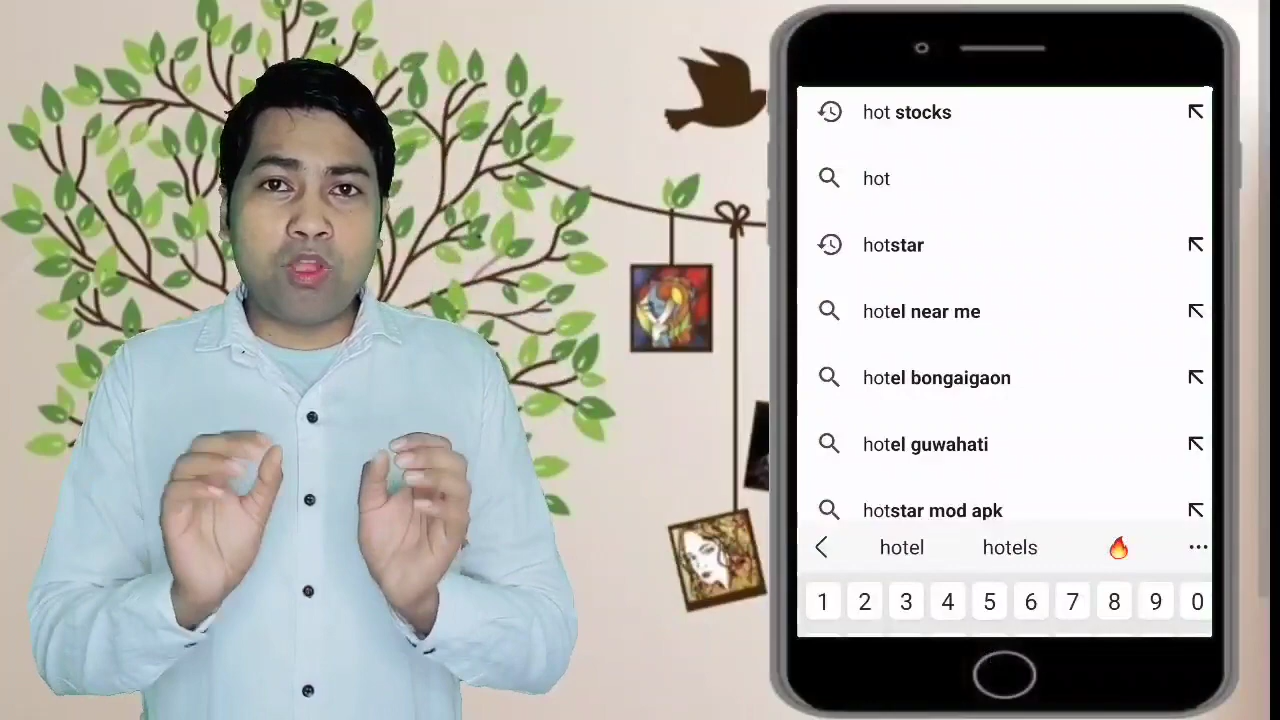 hot stocks
hot
hotstar
hotel near me
hotel bongaigaon
hotel guwahati
hotstar mod apk
hotel hotels 🔥
1 2 3 4 5 6 7 8 9 0